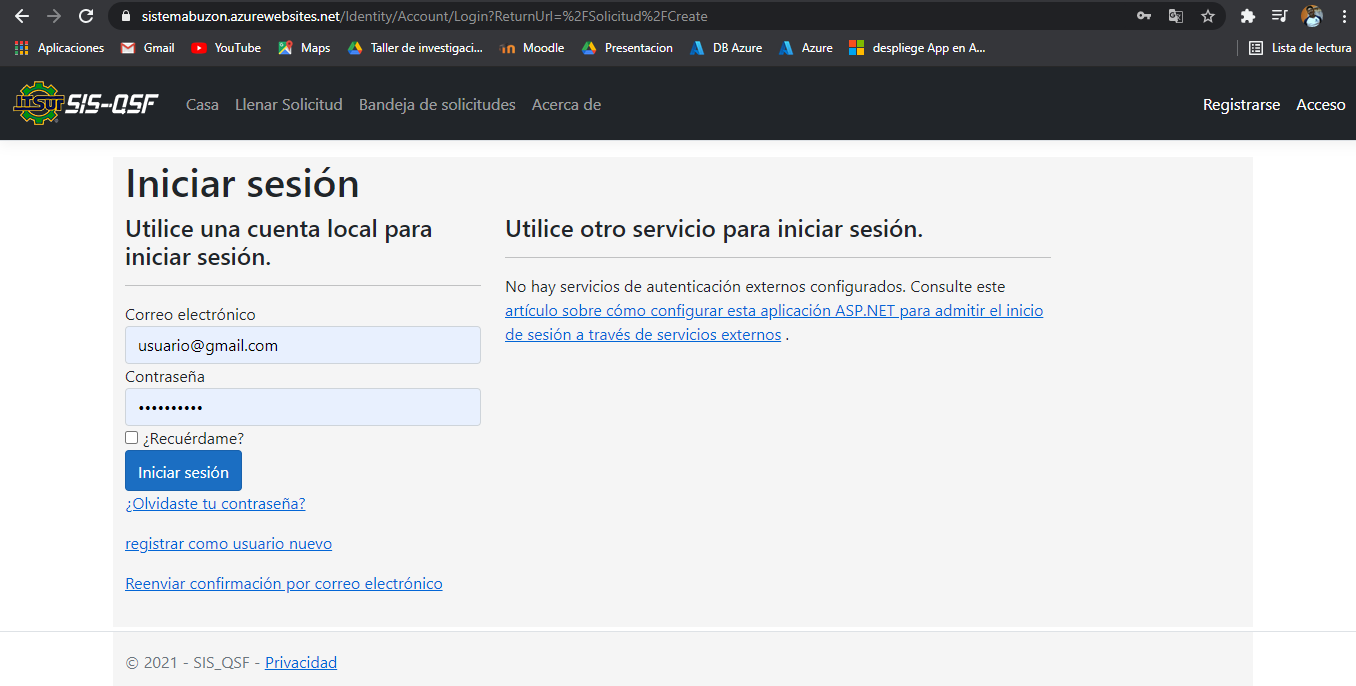 sistemabuzon.azurewebsites.net/Identity/Account/Login?ReturnUrl=%2FSolicitud%2FCreate
Aplicaciones Gmail YouTube Maps Taller de investigaci... Moodle Presentacion DB Azure Azure despliege App en A... Lista de lectura
ITSur SIS-QSF Casa Llenar Solicitud Bandeja de solicitudes Acerca de Registrarse Acceso
Iniciar sesión
Utilice una cuenta local para
iniciar sesión.
Correo electrónico
usuario@gmail.com
Contraseña
••••••••••
¿Recuérdame?
Iniciar sesión
¿Olvidaste tu contraseña?
registrar como usuario nuevo
Reenviar confirmación por correo electrónico
Utilice otro servicio para iniciar sesión.
No hay servicios de autenticación externos configurados. Consulte este
artículo sobre cómo configurar esta aplicación ASP.NET para admitir el inicio
de sesión a través de servicios externos .
© 2021 - SIS_QSF - Privacidad